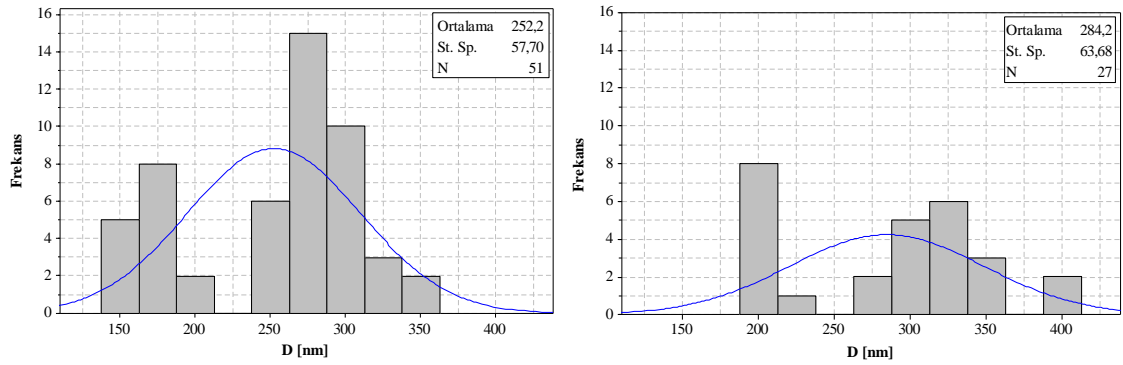 16
14
12
10
8
6
4
2
0
Frekans
150 200 250 300 350 400
D [nm]
Ortalama 252,2
St. Sp. 57,70
N 51
16
14
12
10
8
6
4
2
0
Frekans
150 200 250 300 350 400
D [nm]
Ortalama 284,2
St. Sp. 63,68
N 27